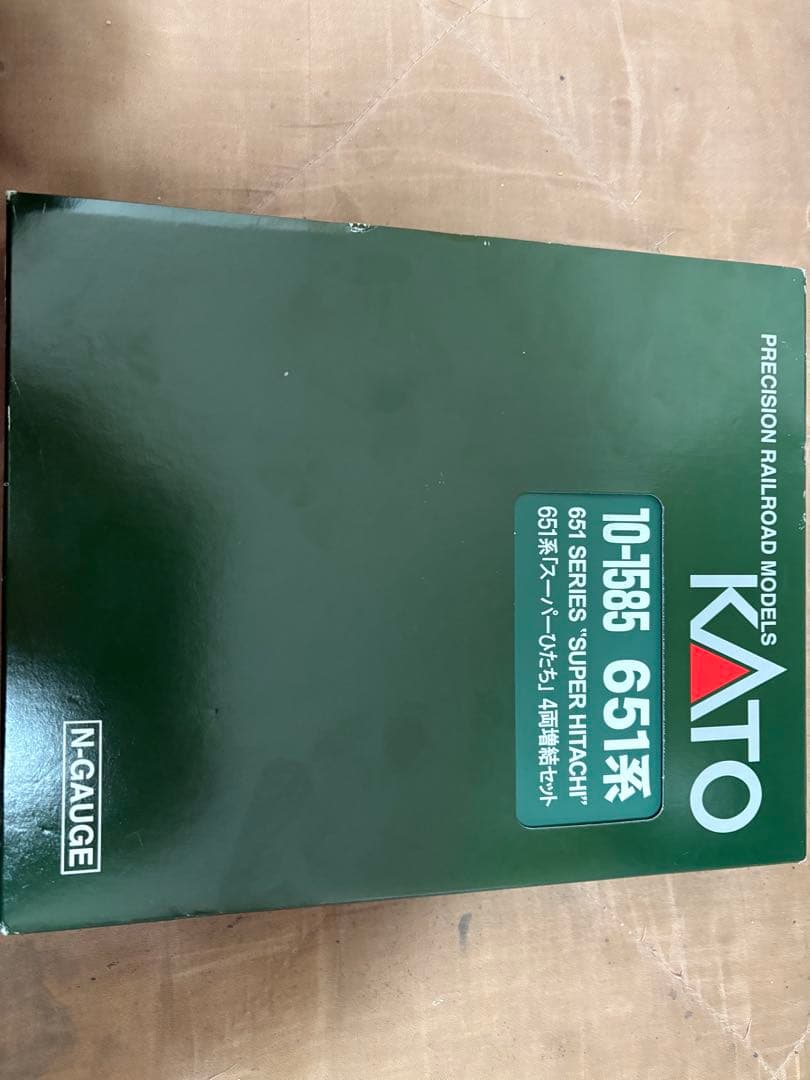 PRECISION RAILROAD MODELS
KATO
10-1585 651系
651 SERIES "SUPER HITACHI"
651系「スーパーひたち」 4両増結セット
N-GAUGE